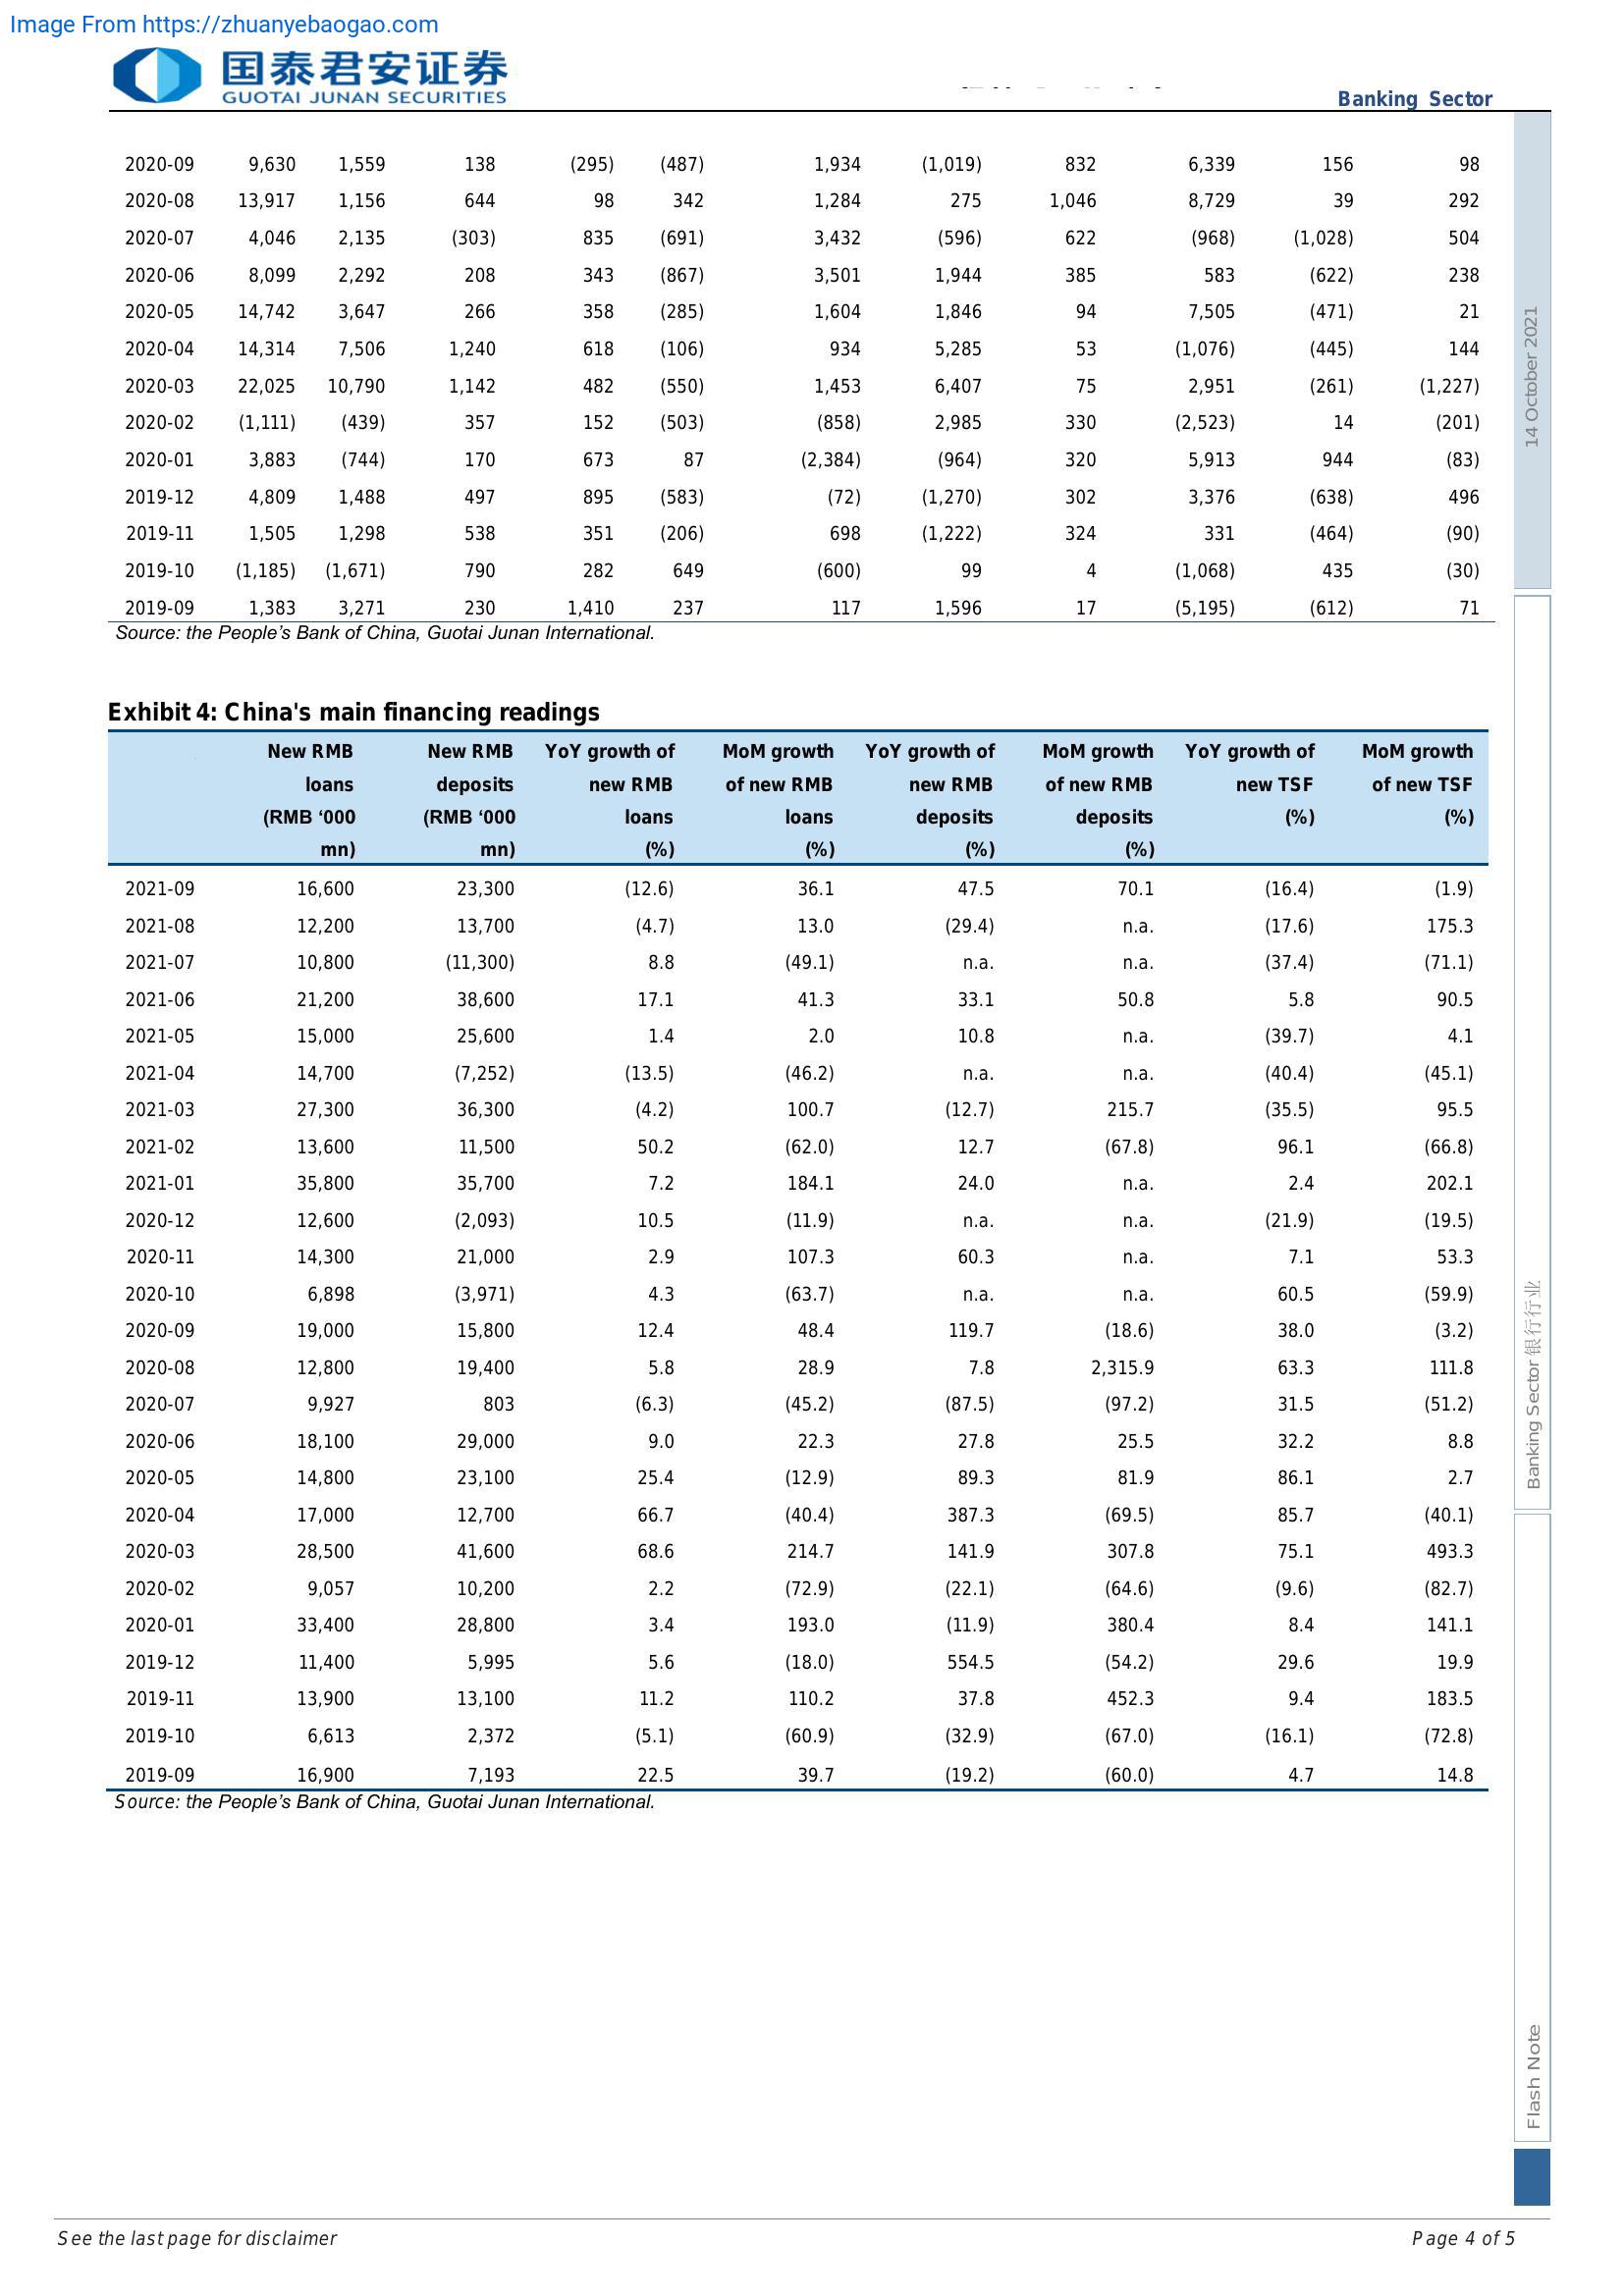 Image From https://zhuanyebaogao.com
国泰君安证券
GUOTAI JUNAN SECURITIES
Banking Sector
2020-09 9,630 1,559 138 (295) (487) 1,934 (1,019) 832 6,339 156 98
2020-08 13,917 1,156 644 98 342 1,284 275 1,046 8,729 39 292
2020-07 4,046 2,135 (303) 835 (691) 3,432 (596) 622 (968) (1,028) 504
2020-06 8,099 2,292 208 343 (867) 3,501 1,944 385 583 (622) 238
2020-05 14,742 3,647 266 358 (285) 1,604 1,846 94 7,505 (471) 21
2020-04 14,314 7,506 1,240 618 (106) 934 5,285 53 (1,076) (445) 144
2020-03 22,025 10,790 1,142 482 (550) 1,453 6,407 75 2,951 (261) (1,227)
2020-02 (1,111) (439) 357 152 (503) (858) 2,985 330 (2,523) 14 (201)
2020-01 3,883 (744) 170 673 87 (2,384) (964) 320 5,913 944 (83)
2019-12 4,809 1,488 497 895 (583) (72) (1,270) 302 3,376 (638) 496
2019-11 1,505 1,298 538 351 (206) 698 (1,222) 324 331 (464) (90)
2019-10 (1,185) (1,671) 790 282 649 (600) 99 4 (1,068) 435 (30)
2019-09 1,383 3,271 230 1,410 237 117 1,596 17 (5,195) (612) 71
Source: the People’s Bank of China, Guotai Junan International.
Exhibit 4: China's main financing readings
New RMB New RMB YoY growth of MoM growth YoY growth of MoM growth YoY growth of MoM growth
loans deposits new RMB of new RMB new RMB of new RMB new TSF of new TSF
(RMB ‘000 (RMB ‘000 loans loans deposits deposits (%) (%)
mn) mn) (%) (%) (%) (%)
2021-09 16,600 23,300 (12.6) 36.1 47.5 70.1 (16.4) (1.9)
2021-08 12,200 13,700 (4.7) 13.0 (29.4) n.a. (17.6) 175.3
2021-07 10,800 (11,300) 8.8 (49.1) n.a. n.a. (37.4) (71.1)
2021-06 21,200 38,600 17.1 41.3 33.1 50.8 5.8 90.5
2021-05 15,000 25,600 1.4 2.0 10.8 n.a. (39.7) 4.1
2021-04 14,700 (7,252) (13.5) (46.2) n.a. n.a. (40.4) (45.1)
2021-03 27,300 36,300 (4.2) 100.7 (12.7) 215.7 (35.5) 95.5
2021-02 13,600 11,500 50.2 (62.0) 12.7 (67.8) 96.1 (66.8)
2021-01 35,800 35,700 7.2 184.1 24.0 n.a. 2.4 202.1
2020-12 12,600 (2,093) 10.5 (11.9) n.a. n.a. (21.9) (19.5)
2020-11 14,300 21,000 2.9 107.3 60.3 n.a. 7.1 53.3
2020-10 6,898 (3,971) 4.3 (63.7) n.a. n.a. 60.5 (59.9)
2020-09 19,000 15,800 12.4 48.4 119.7 (18.6) 38.0 (3.2)
2020-08 12,800 19,400 5.8 28.9 7.8 2,315.9 63.3 111.8
2020-07 9,927 803 (6.3) (45.2) (87.5) (97.2) 31.5 (51.2)
2020-06 18,100 29,000 9.0 22.3 27.8 25.5 32.2 8.8
2020-05 14,800 23,100 25.4 (12.9) 89.3 81.9 86.1 2.7
2020-04 17,000 12,700 66.7 (40.4) 387.3 (69.5) 85.7 (40.1)
2020-03 28,500 41,600 68.6 214.7 141.9 307.8 75.1 493.3
2020-02 9,057 10,200 2.2 (72.9) (22.1) (64.6) (9.6) (82.7)
2020-01 33,400 28,800 3.4 193.0 (11.9) 380.4 8.4 141.1
2019-12 11,400 5,995 5.6 (18.0) 554.5 (54.2) 29.6 19.9
2019-11 13,900 13,100 11.2 110.2 37.8 452.3 9.4 183.5
2019-10 6,613 2,372 (5.1) (60.9) (32.9) (67.0) (16.1) (72.8)
2019-09 16,900 7,193 22.5 39.7 (19.2) (60.0) 4.7 14.8
Source: the People’s Bank of China, Guotai Junan International.
14 October 2021
Banking Sector 银行行业
Flash Note
See the last page for disclaimer
Page 4 of 5